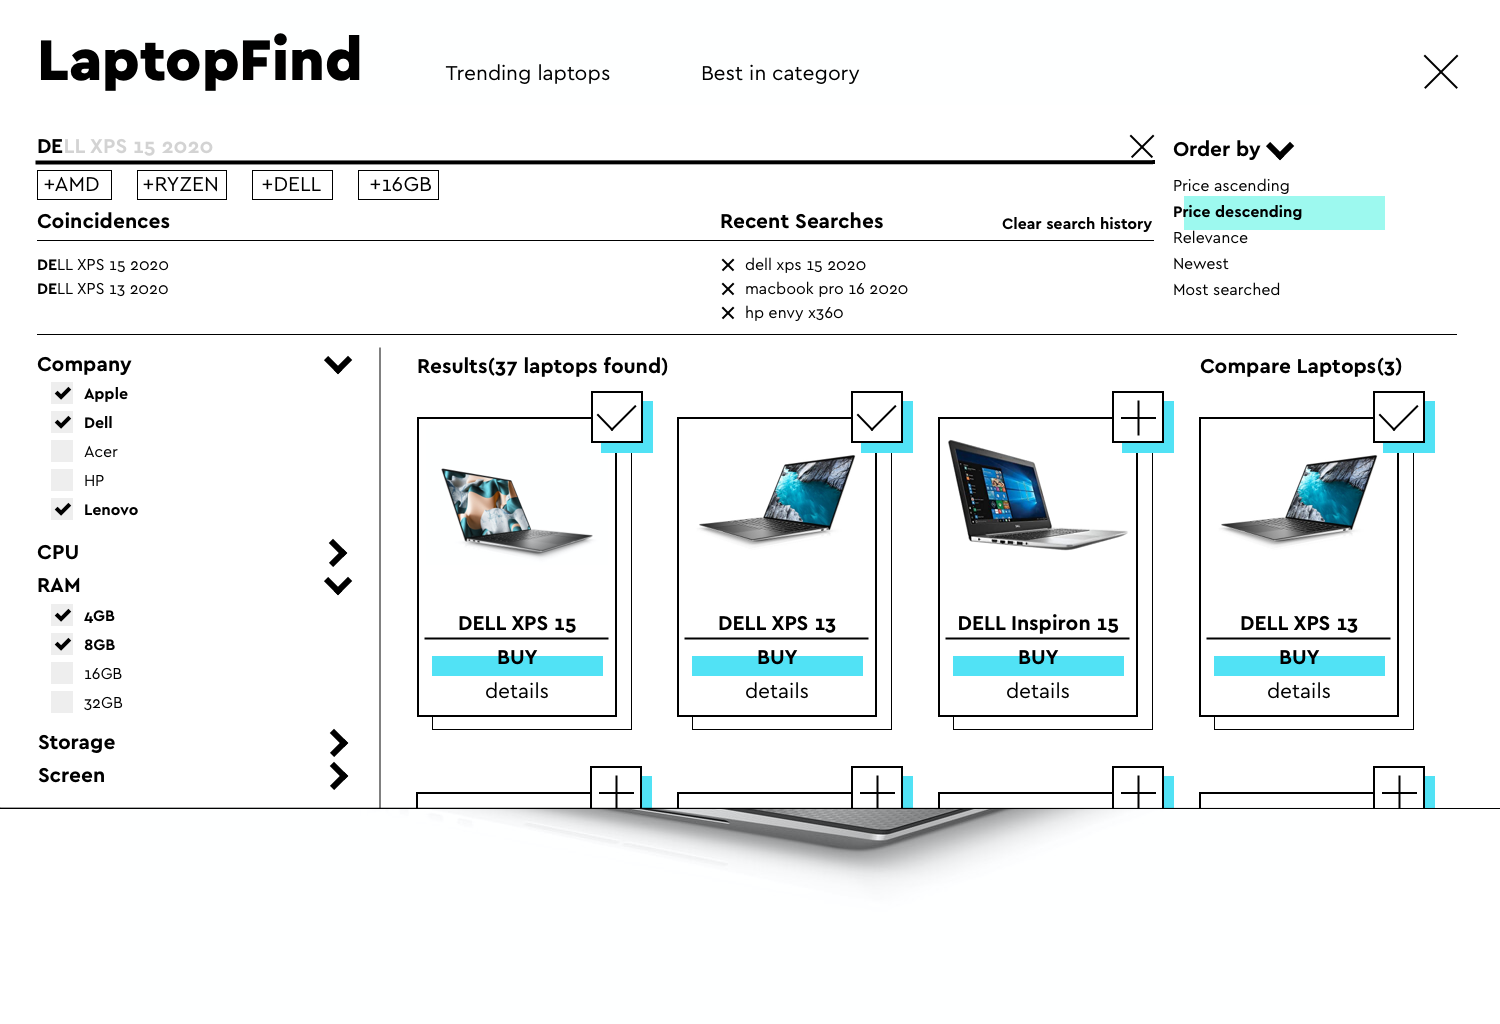 LaptopFind
Trending laptops
Best in category
DELL XPS 15 2020
+AMD
+RYZEN
+DELL
+16GB
Order by
Price ascending
Price descending
Relevance
Newest
Most searched
Coincidences
DELL XPS 15 2020
DELL XPS 13 2020
Recent Searches
Clear search history
dell xps 15 2020
macbook pro 16 2020
hp envy x360
Company
Apple
Dell
Acer
HP
Lenovo
CPU
RAM
4GB
8GB
16GB
32GB
Storage
Screen
Results(37 laptops found)
Compare Laptops(3)
DELL XPS 15
BUY
details
DELL XPS 13
BUY
details
DELL Inspiron 15
BUY
details
DELL XPS 13
BUY
details